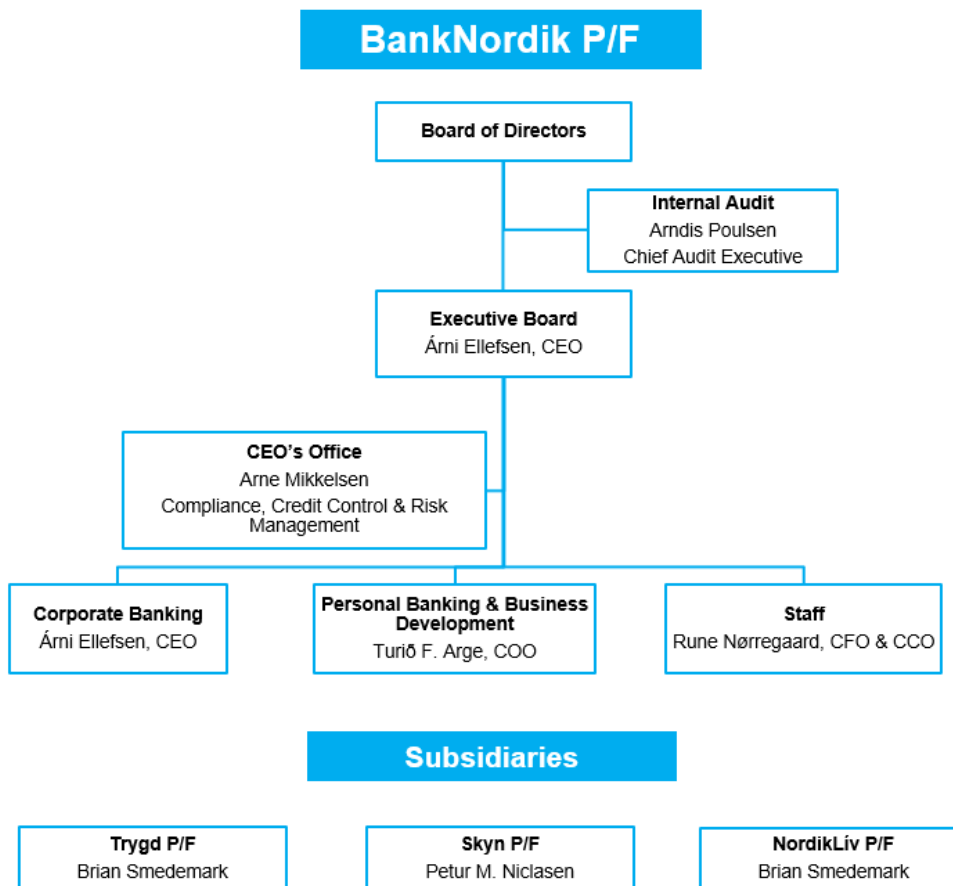 BankNordik P/F
Board of Directors
Internal Audit
Arndis Poulsen
Chief Audit Executive
Executive Board
Árni Ellefsen, CEO
CEO's Office
Arne Mikkelsen
Compliance, Credit Control & Risk
Management
Corporate Banking
Árni Ellefsen, CEO
Personal Banking & Business
Development
Turið F. Arge, COO
Staff
Rune Nørregaard, CFO & CCO
Subsidiaries
Trygd P/F
Brian Smedemark
Skyn P/F
Petur M. Niclasen
NordikLív P/F
Brian Smedemark